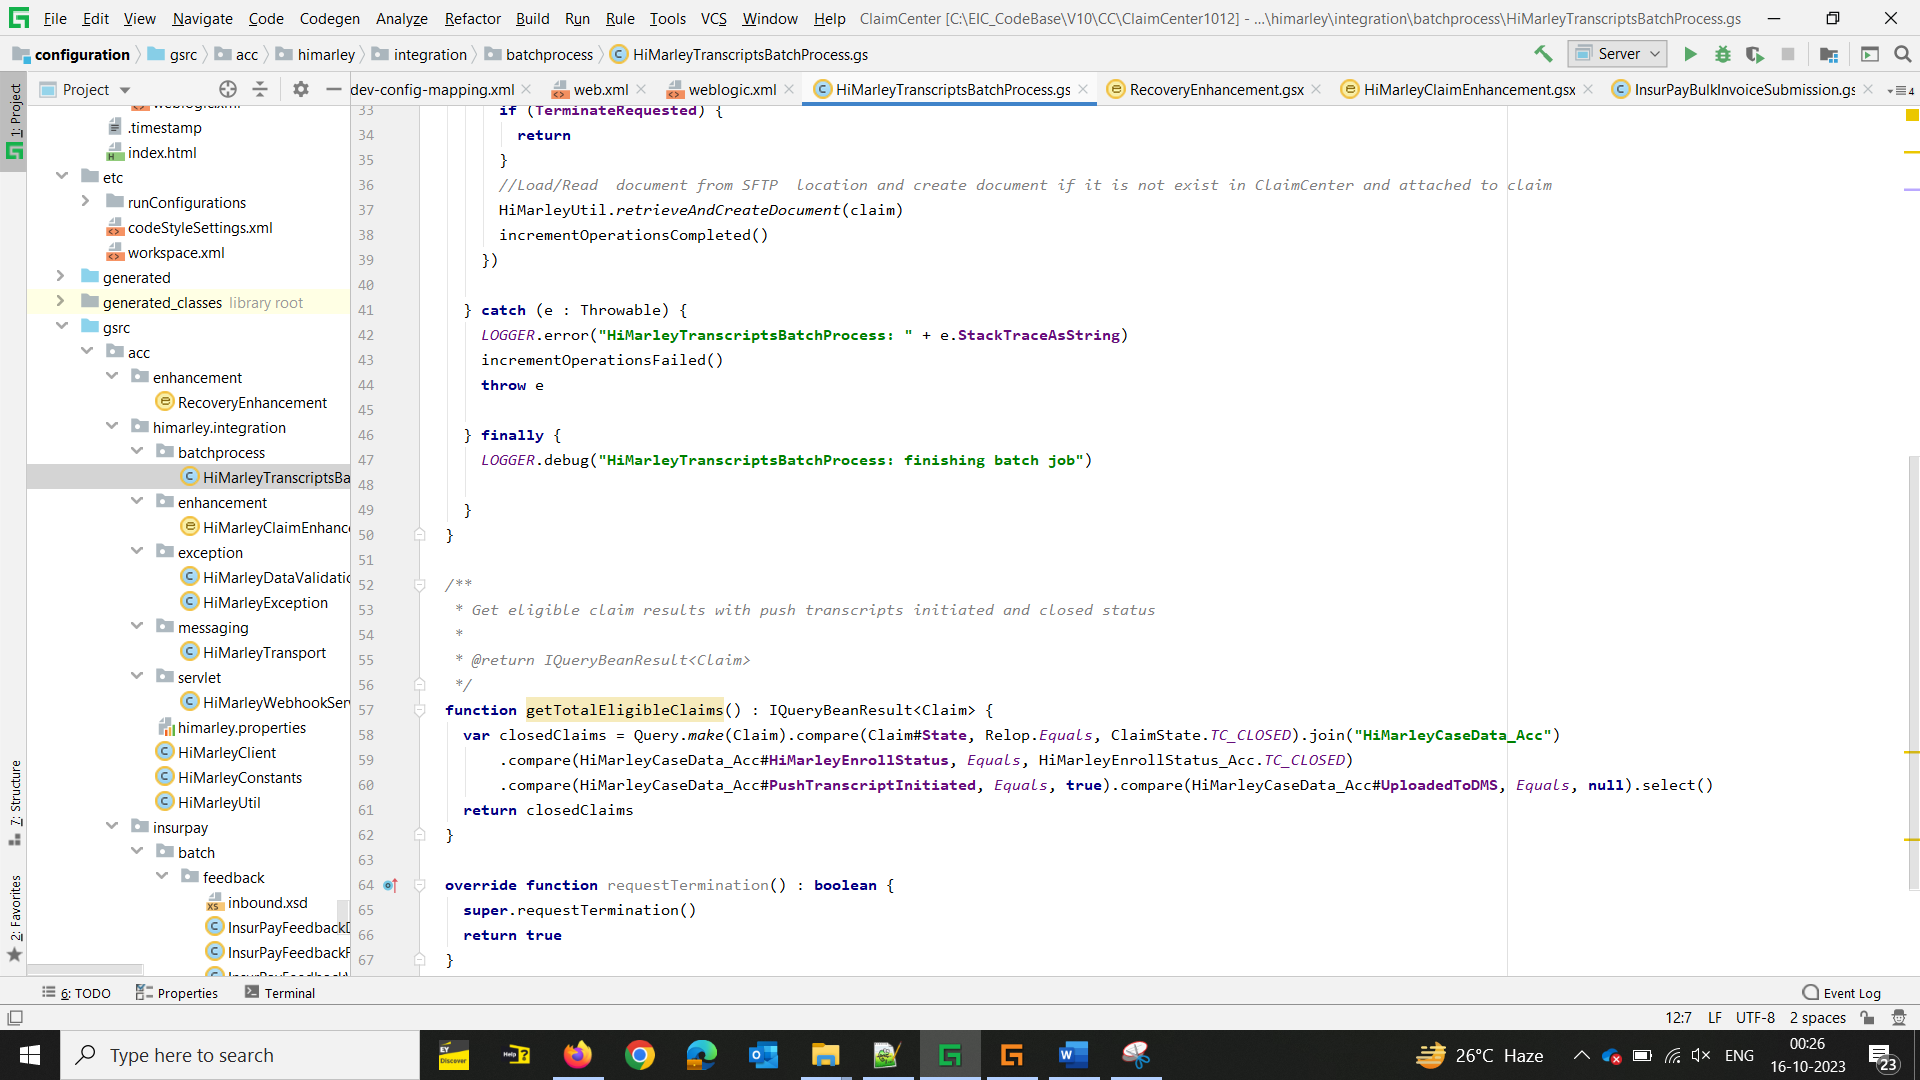 File Edit View Navigate Code Codegen Analyze Refactor Build Run Rule Tools VCS Window Help ClaimCenter [C:\EIC_CodeBase\V10\CC\ClaimCenter1012] - ...\himarley\integration\batchprocess\HiMarleyTranscriptsBatchProcess.gs
configuration gsrc acc himarley integration batchprocess HiMarleyTranscriptsBatchProcess.gs Server
Project dev-config-mapping.xml web.xml weblogic.xml HiMarleyTranscriptsBatchProcess.gs RecoveryEnhancement.gsx HiMarleyClaimEnhancement.gsx InsurPayBulkInvoiceSubmission.gs 4
1: Project
7: Structure
2: Favorites
weblogic.xml
.timestamp
index.html
etc
runConfigurations
codeStyleSettings.xml
workspace.xml
generated
generated_classes library root
gsrc
acc
enhancement
RecoveryEnhancement
himarley.integration
batchprocess
HiMarleyTranscriptsBa
enhancement
HiMarleyClaimEnhance
exception
HiMarleyDataValidatio
HiMarleyException
messaging
HiMarleyTransport
servlet
HiMarleyWebhookServ
himarley.properties
HiMarleyClient
HiMarleyConstants
HiMarleyUtil
insurpay
batch
feedback
inbound.xsd
InsurPayFeedbackD
InsurPayFeedbackF
33 if (TerminateRequested) {
34 return
35 }
36 //Load/Read  document from SFTP  location and create document if it is not exist in ClaimCenter and attached to claim
37 HiMarleyUtil.retrieveAndCreateDocument(claim)
38 incrementOperationsCompleted()
39 })
40
41 } catch (e : Throwable) {
42 LOGGER.error("HiMarleyTranscriptsBatchProcess: " + e.StackTraceAsString)
43 incrementOperationsFailed()
44 throw e
45
46 } finally {
47 LOGGER.debug("HiMarleyTranscriptsBatchProcess: finishing batch job")
48
49 }
50 }
51
52 /**
53 * Get eligible claim results with push transcripts initiated and closed status
54 *
55 * @return IQueryBeanResult<Claim>
56 */
57 function getTotalEligibleClaims() : IQueryBeanResult<Claim> {
58 var closedClaims = Query.make(Claim).compare(Claim#State, Relop.Equals, ClaimState.TC_CLOSED).join("HiMarleyCaseData_Acc")
59 .compare(HiMarleyCaseData_Acc#HiMarleyEnrollStatus, Equals, HiMarleyEnrollStatus_Acc.TC_CLOSED)
60 .compare(HiMarleyCaseData_Acc#PushTranscriptInitiated, Equals, true).compare(HiMarleyCaseData_Acc#UploadedToDMS, Equals, null).select()
61 return closedClaims
62 }
63
64 override function requestTermination() : boolean {
65 super.requestTermination()
66 return true
67 }
6: TODO Properties Terminal Event Log
12:7 LF UTF-8 2 spaces
Type here to search
EY Discover
Help ?
26°C Haze ENG
00:26
16-10-2023
23